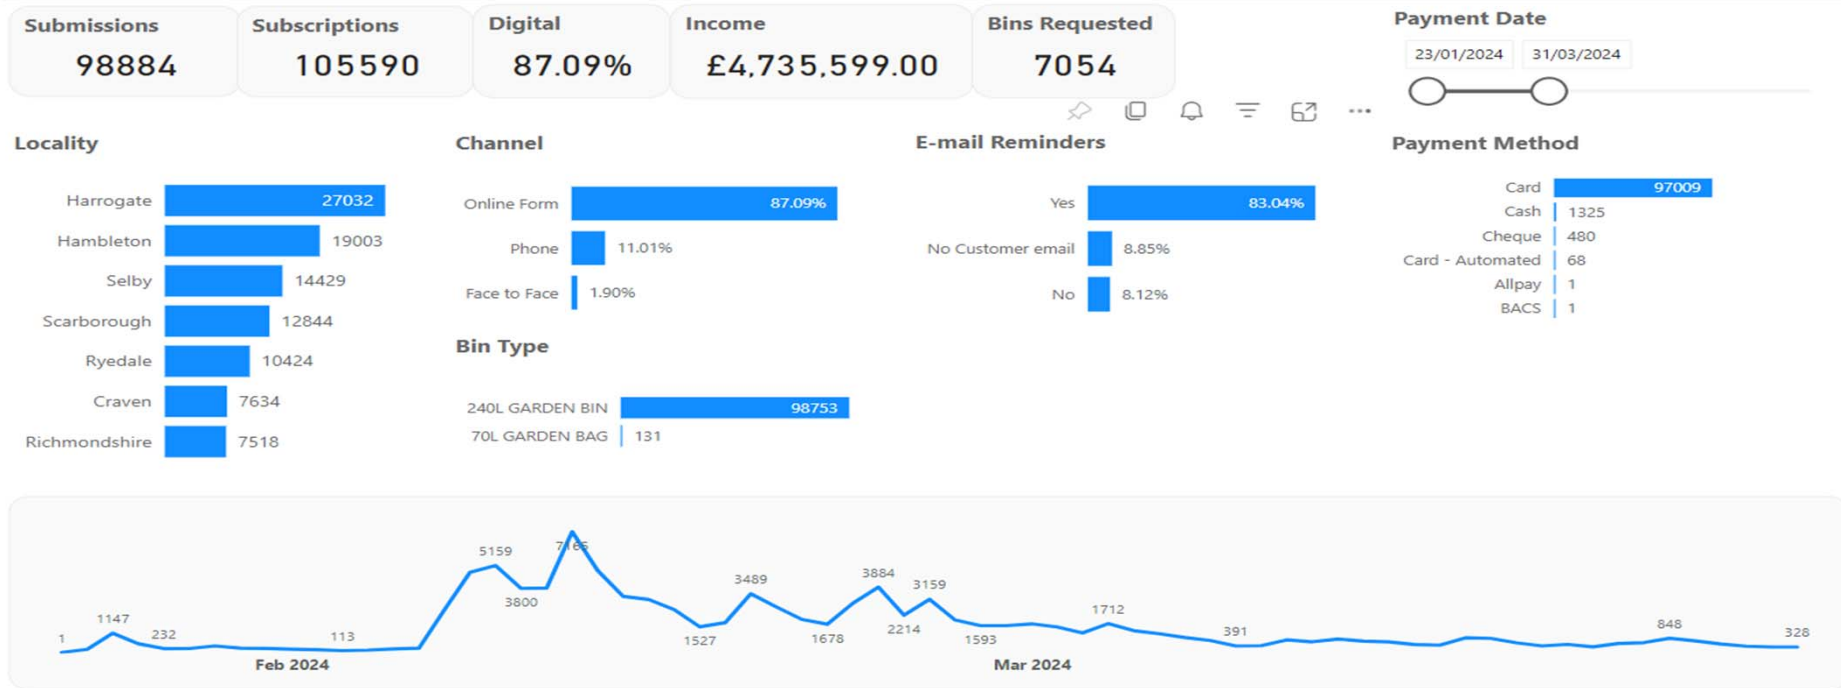 Submissions
98884
Subscriptions
105590
Digital
87.09%
Income
£4,735,599.00
Bins Requested
7054
Payment Date
23/01/2024 31/03/2024
Locality
Harrogate 27032
Hambleton 19003
Selby 14429
Scarborough 12844
Ryedale 10424
Craven 7634
Richmondshire 7518
Channel
Online Form 87.09%
Phone 11.01%
Face to Face 1.90%
Bin Type
240L GARDEN BIN 98753
70L GARDEN BAG 131
E-mail Reminders
Yes 83.04%
No Customer email 8.85%
No 8.12%
Payment Method
Card 97009
Cash 1325
Cheque 480
Card - Automated 68
Allpay 1
BACS 1
1 1147 232 113 5159 3800 7165 1527 3489 1678 3884 2214 3159 1593 1712 391 848 328
Feb 2024 Mar 2024